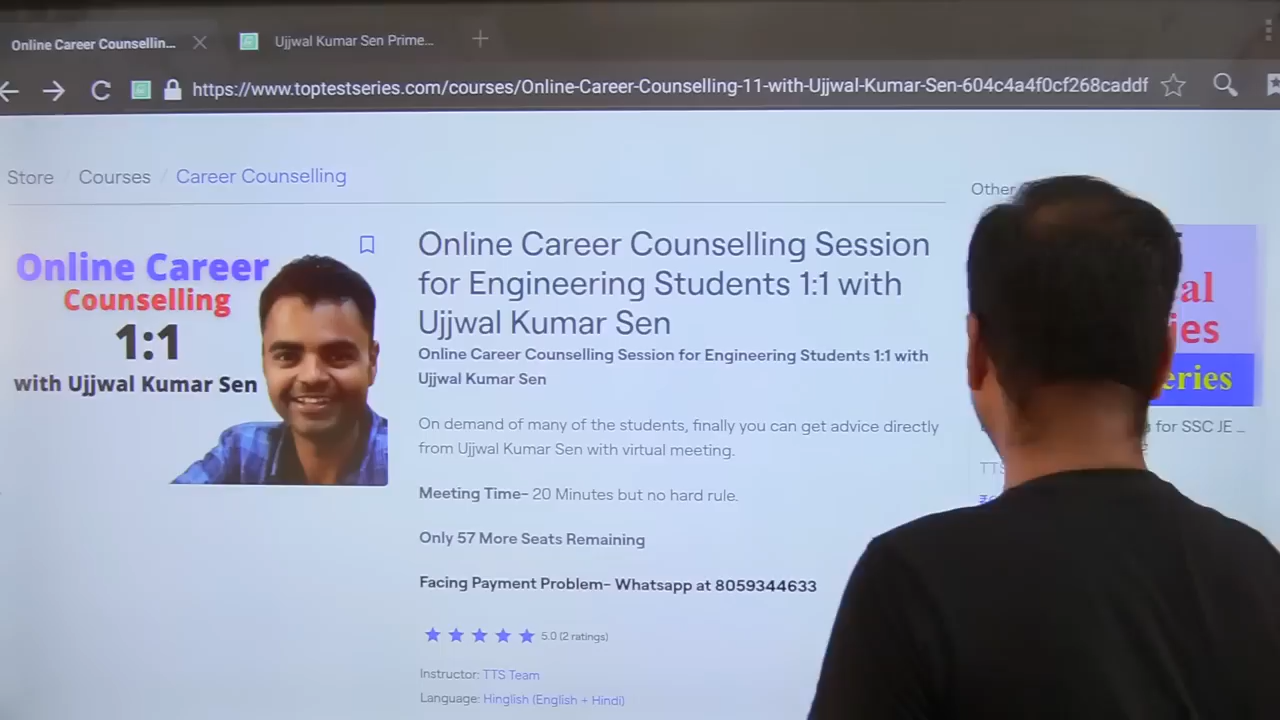 Online Career Counsellin...
Ujjwal Kumar Sen Prime...
https://www.toptestseries.com/courses/Online-Career-Counselling-11-with-Ujjwal-Kumar-Sen-604c4a4f0cf268caddf
Store / Courses / Career Counselling
Online Career
Counselling
1:1
with Ujjwal Kumar Sen
Online Career Counselling Session
for Engineering Students 1:1 with
Ujjwal Kumar Sen
Online Career Counselling Session for Engineering Students 1:1 with
Ujjwal Kumar Sen
On demand of many of the students, finally you can get advice directly
from Ujjwal Kumar Sen with virtual meeting.
Meeting Time- 20 Minutes but no hard rule.
Only 57 More Seats Remaining
Facing Payment Problem- Whatsapp at 8059344633
5.0 (2 ratings)
Instructor: TTS Team
Language: Hinglish (English + Hindi)
Other
for SSC JE ...